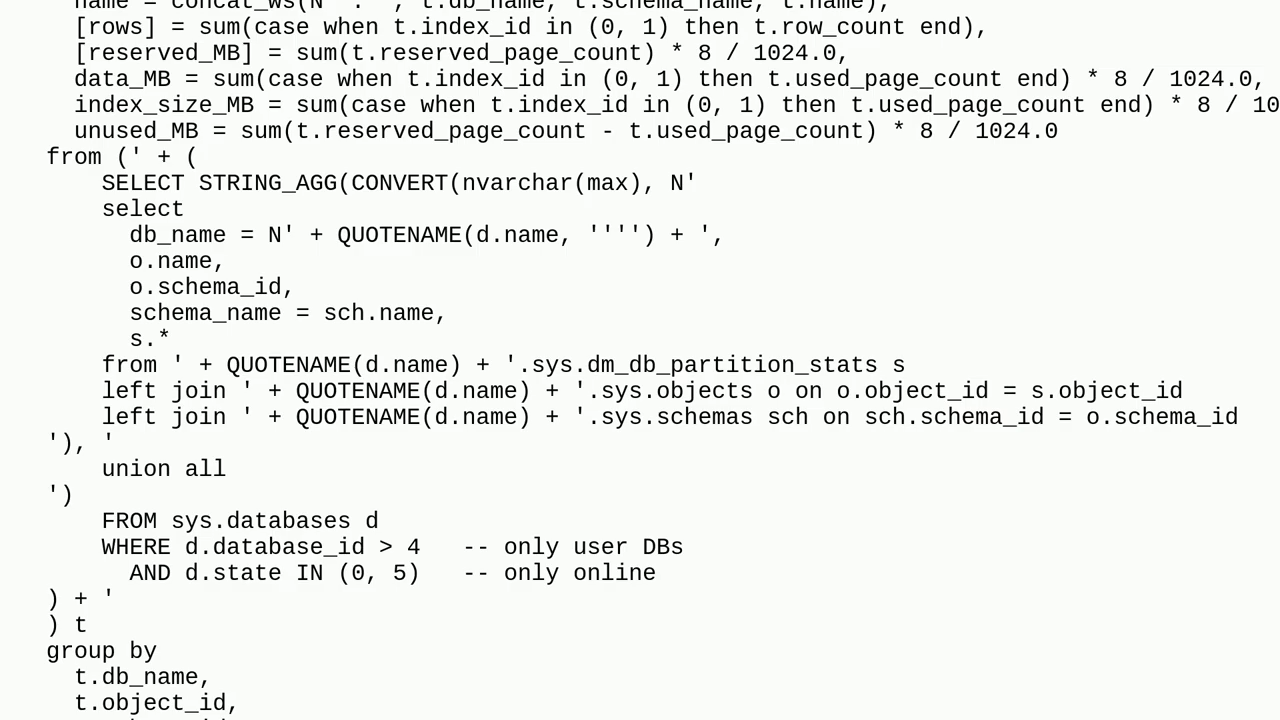 name = concat_ws(N'' . '', t.db_name, t.schema_name, t.name),
[rows] = sum(case when t.index_id in (0, 1) then t.row_count end),
[reserved_MB] = sum(t.reserved_page_count) * 8 / 1024.0,
data_MB = sum(case when t.index_id in (0, 1) then t.used_page_count end) * 8 / 1024.0,
index_size_MB = sum(case when t.index_id in (0, 1) then t.used_page_count end) * 8 / 10
unused_MB = sum(t.reserved_page_count - t.used_page_count) * 8 / 1024.0
from (' + (
SELECT STRING_AGG(CONVERT(nvarchar(max), N'
select
db_name = N' + QUOTENAME(d.name, '''') + ',
o.name,
o.schema_id,
schema_name = sch.name,
s.*
from ' + QUOTENAME(d.name) + '.sys.dm_db_partition_stats s
left join ' + QUOTENAME(d.name) + '.sys.objects o on o.object_id = s.object_id
left join ' + QUOTENAME(d.name) + '.sys.schemas sch on sch.schema_id = o.schema_id
'), '
union all
')
FROM sys.databases d
WHERE d.database_id > 4   -- only user DBs
AND d.state IN (0, 5)   -- only online
) + '
) t
group by
t.db_name,
t.object_id,